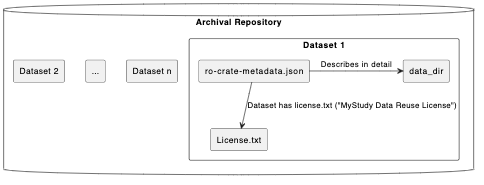 Archival Repository
Dataset 1
Dataset 2
...
Dataset n
ro-crate-metadata.json
Describes in detail
data_dir
Dataset has license.txt ("MyStudy Data Reuse License")
License.txt